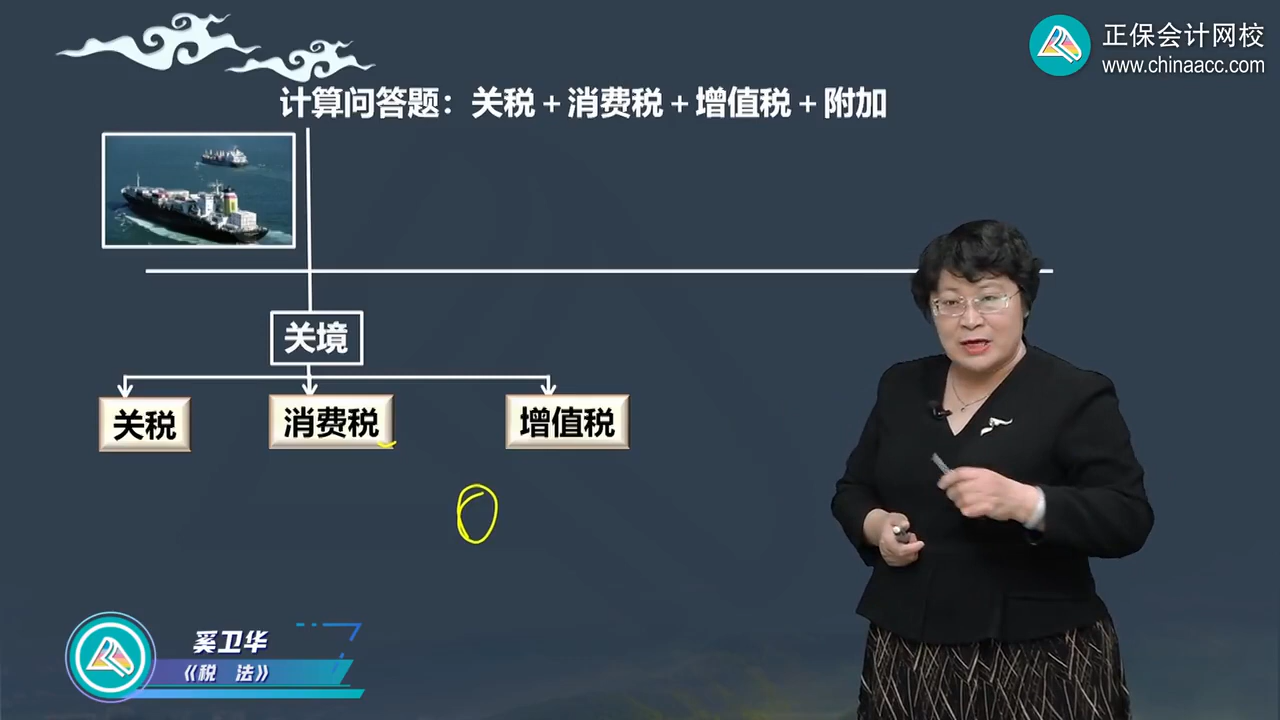 正保会计网校
www.chinaacc.com
计算问答题：关税＋消费税＋增值税＋附加
关境
关税
消费税
增值税
奚卫华
《税 法》